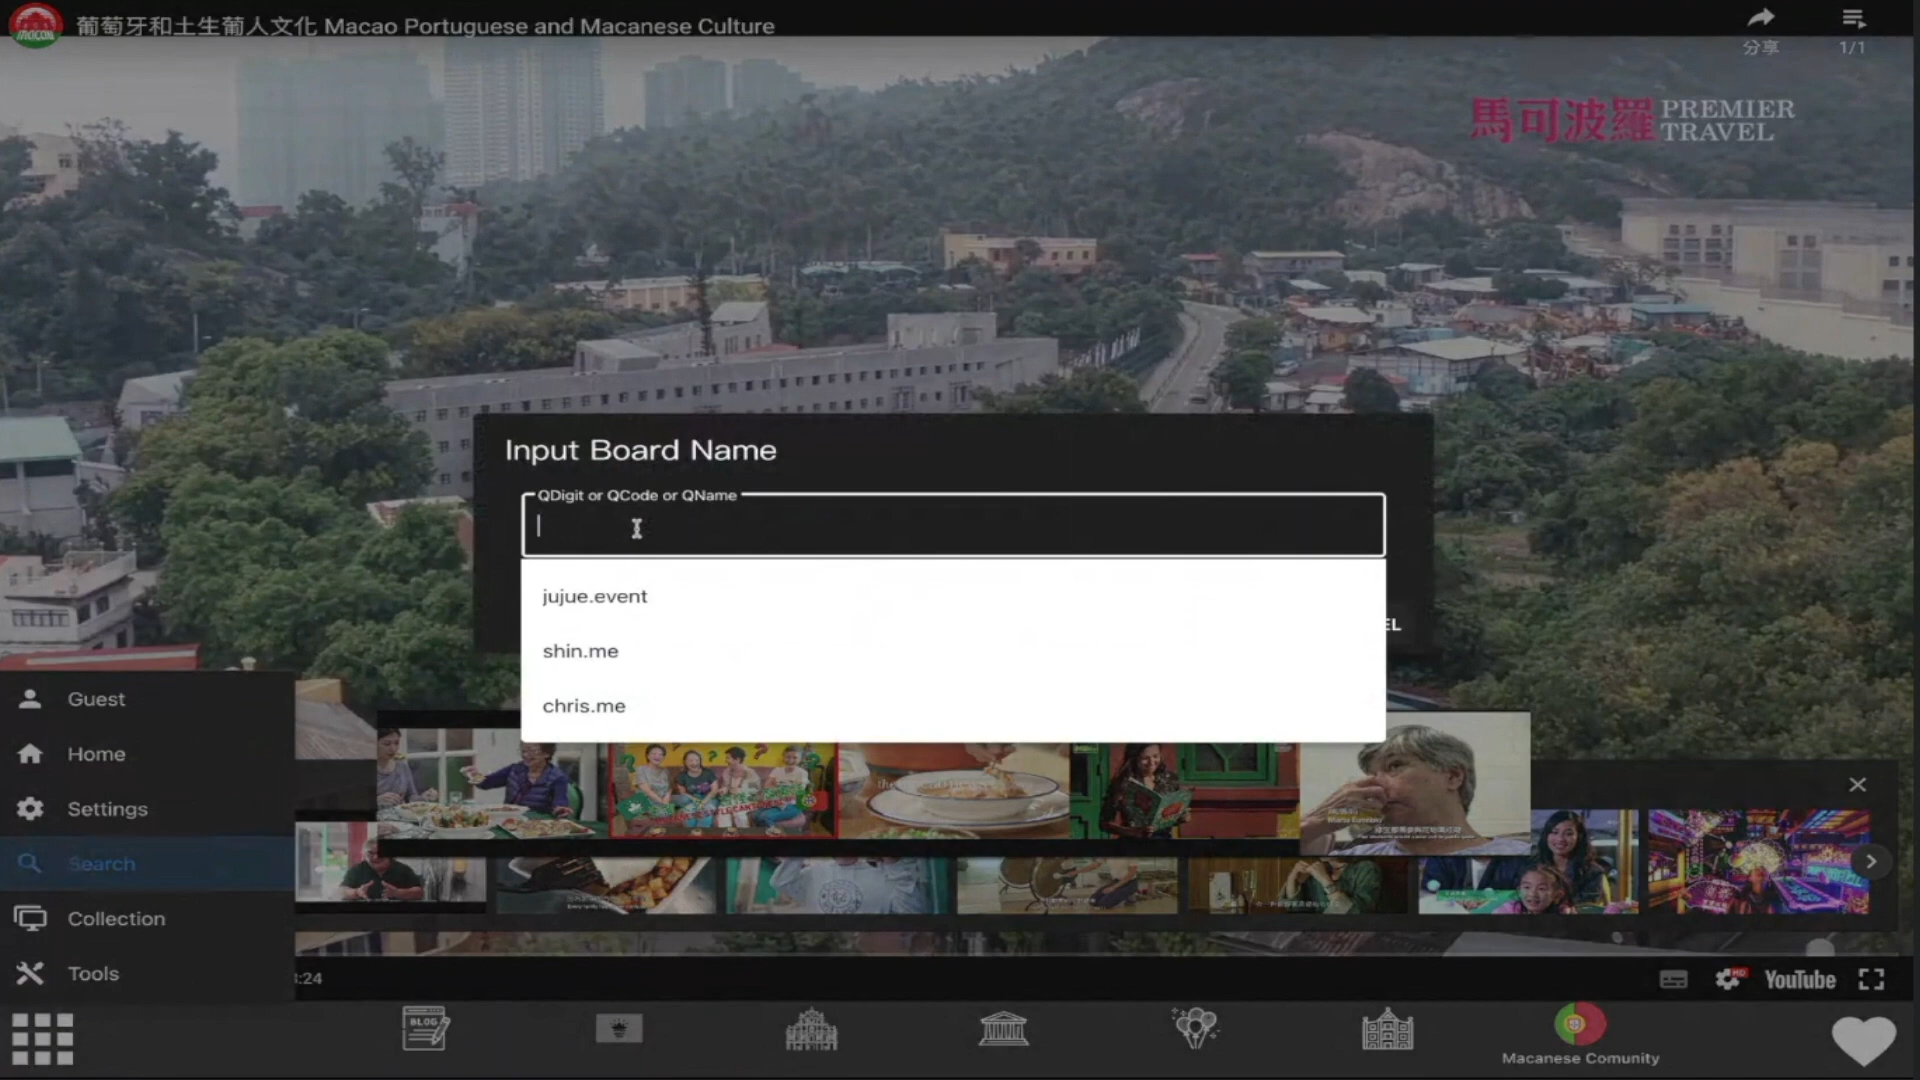 葡萄牙和土生葡人文化 Macao Portuguese and Macanese Culture
分享
1/1
馬可波羅 PREMIER TRAVEL
Input Board Name
QDigit or QCode or QName
jujue.event
shin.me
chris.me
EL
Guest
Home
Settings
Search
Collection
Tools
:24
HD
YouTube
BLOG
Macanese Comunity